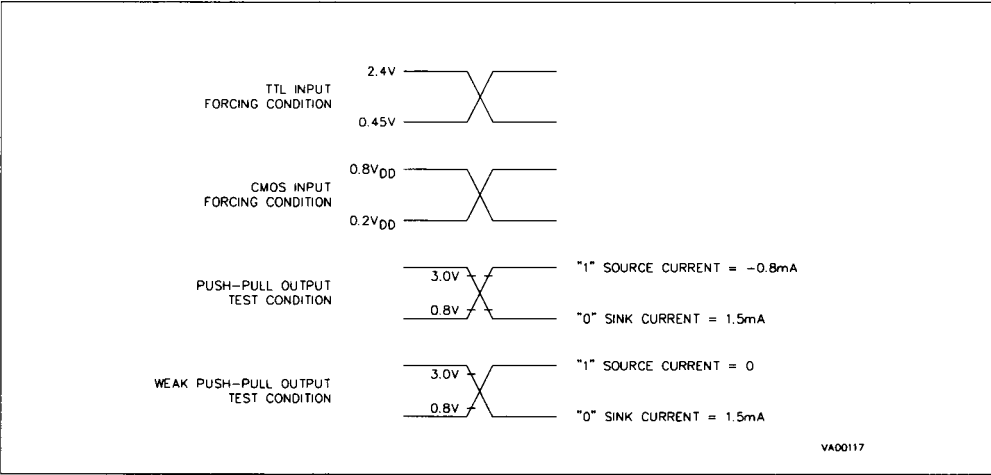 2.4V
TTL INPUT
FORCING CONDITION
0.45V
0.8VDD
CMOS INPUT
FORCING CONDITION
0.2VDD
PUSH-PULL OUTPUT
TEST CONDITION
3.0V
0.8V
"1" SOURCE CURRENT = -0.8mA
"0" SINK CURRENT = 1.5mA
WEAK PUSH-PULL OUTPUT
TEST CONDITION
3.0V
0.8V
"1" SOURCE CURRENT = 0
"0" SINK CURRENT = 1.5mA
VA00117